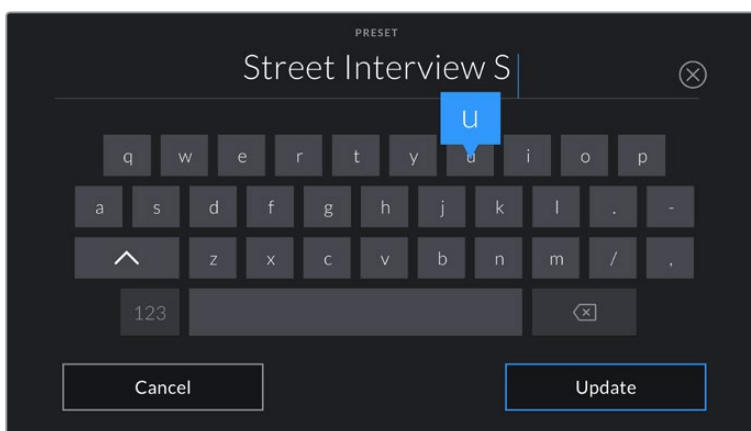 PRESET
Street Interview S
u
q w e r t y u i o p
a s d f g h j k l . -
z x c v b n m / ,
123
Cancel Update